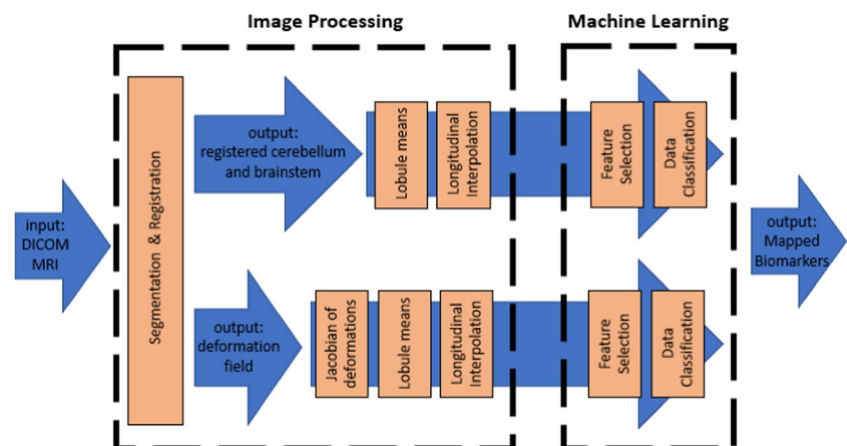 Image Processing
Machine Learning
input:
DICOM
MRI
Segmentation & Registration
output:
registered cerebellum
and brainstem
Lobule means
Longitudinal
Interpolation
Feature
Selection
Data
Classification
output:
deformation
field
Jacobian of
deformations
Lobule means
Longitudinal
Interpolation
Feature
Selection
Data
Classification
output:
Mapped
Biomarkers